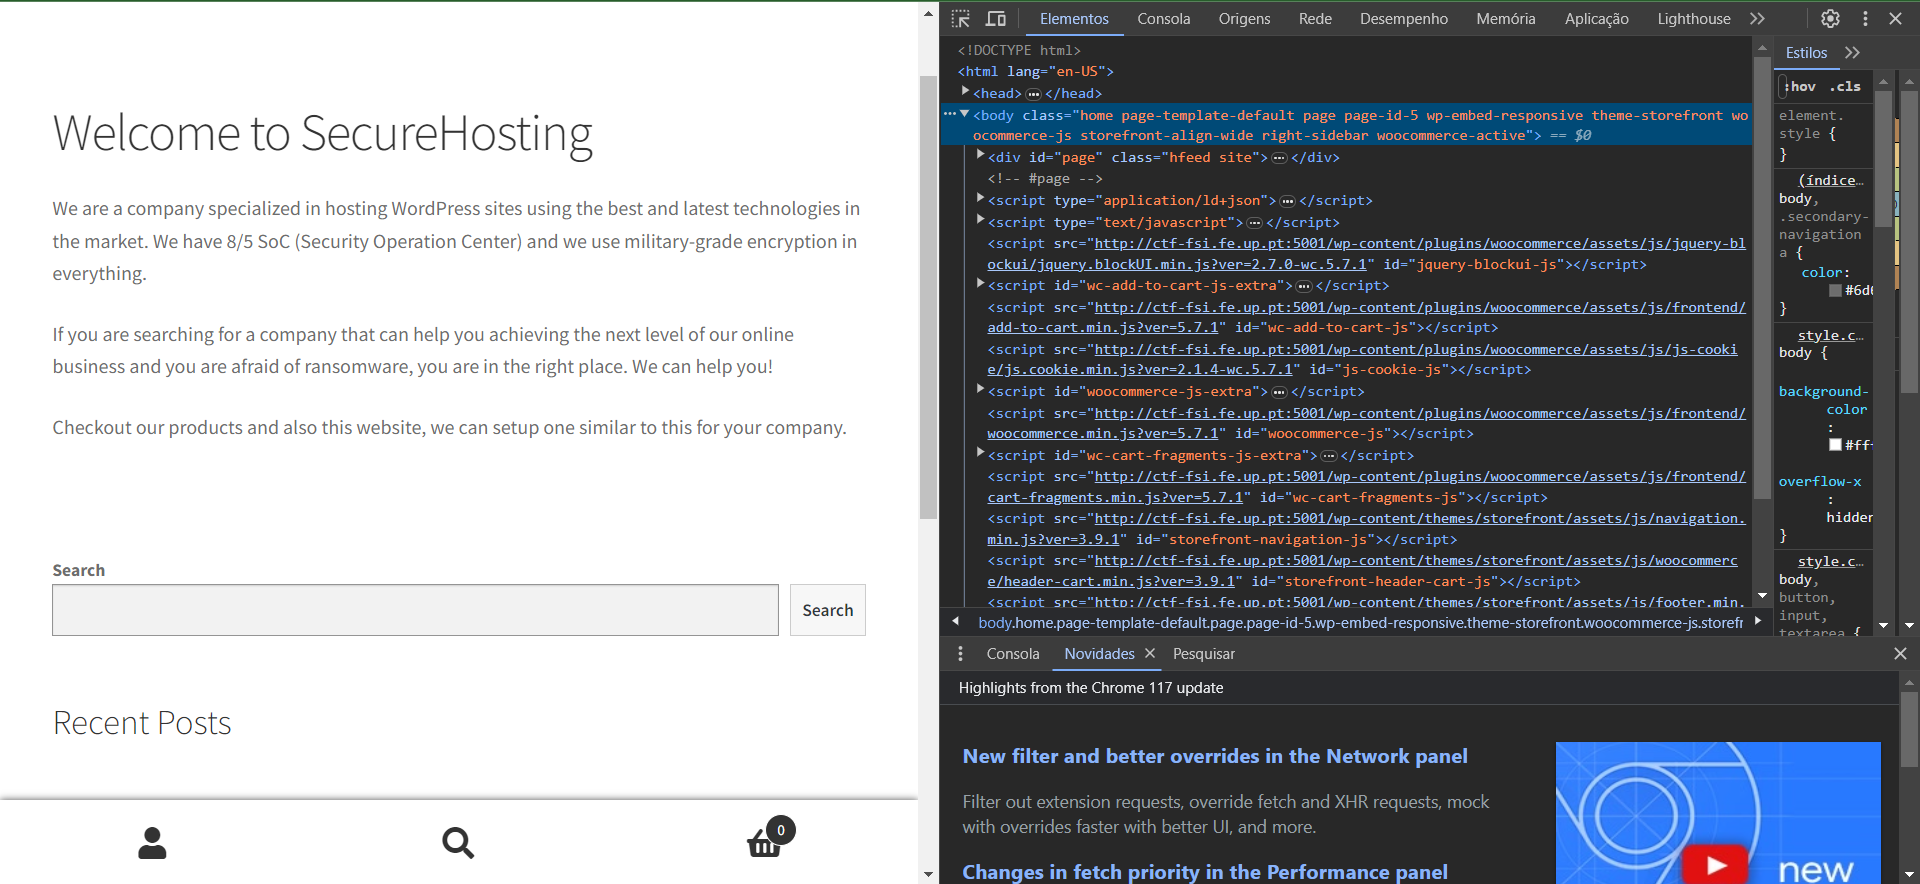 Welcome to SecureHosting
We are a company specialized in hosting WordPress sites using the best and latest technologies in
the market. We have 8/5 SoC (Security Operation Center) and we use military-grade encryption in
everything.
If you are searching for a company that can help you achieving the next level of our online
business and you are afraid of ransomware, you are in the right place. We can help you!
Checkout our products and also this website, we can setup one similar to this for your company.
Search
Search
Recent Posts
0
Elementos Consola Origens Rede Desempenho Memória Aplicação Lighthouse
<!DOCTYPE html>
<html lang="en-US">
<head> ••• </head>
••• <body class="home page-template-default page page-id-5 wp-embed-responsive theme-storefront wo
ocommerce-js storefront-align-wide right-sidebar woocommerce-active"> == $0
<div id="page" class="hfeed site"> ••• </div>
<!-- #page -->
<script type="application/ld+json"> ••• </script>
<script type="text/javascript"> ••• </script>
<script src="http://ctf-fsi.fe.up.pt:5001/wp-content/plugins/woocommerce/assets/js/jquery-bl
ockui/jquery.blockUI.min.js?ver=2.7.0-wc.5.7.1" id="jquery-blockui-js"></script>
<script id="wc-add-to-cart-js-extra"> ••• </script>
<script src="http://ctf-fsi.fe.up.pt:5001/wp-content/plugins/woocommerce/assets/js/frontend/
add-to-cart.min.js?ver=5.7.1" id="wc-add-to-cart-js"></script>
<script src="http://ctf-fsi.fe.up.pt:5001/wp-content/plugins/woocommerce/assets/js/js-cooki
e/js.cookie.min.js?ver=2.1.4-wc.5.7.1" id="js-cookie-js"></script>
<script id="woocommerce-js-extra"> ••• </script>
<script src="http://ctf-fsi.fe.up.pt:5001/wp-content/plugins/woocommerce/assets/js/frontend/
woocommerce.min.js?ver=5.7.1" id="woocommerce-js"></script>
<script id="wc-cart-fragments-js-extra"> ••• </script>
<script src="http://ctf-fsi.fe.up.pt:5001/wp-content/plugins/woocommerce/assets/js/frontend/
cart-fragments.min.js?ver=5.7.1" id="wc-cart-fragments-js"></script>
<script src="http://ctf-fsi.fe.up.pt:5001/wp-content/themes/storefront/assets/js/navigation.
min.js?ver=3.9.1" id="storefront-navigation-js"></script>
<script src="http://ctf-fsi.fe.up.pt:5001/wp-content/themes/storefront/assets/js/woocommerc
e/header-cart.min.js?ver=3.9.1" id="storefront-header-cart-js"></script>
<script src="http://ctf-fsi.fe.up.pt:5001/wp-content/themes/storefront/assets/js/footer.min.
body.home.page-template-default.page.page-id-5.wp-embed-responsive.theme-storefront.woocommerce-js.storefr
Estilos
:hov .cls
element.
style {
}
(índice…
body,
.secondary-
navigation
a {
color:
#6d6
}
style.c…
body {
background-
color
:
#fff
overflow-x
:
hidden
}
style.c…
body,
button,
input,
textarea {
Consola Novidades Pesquisar
Highlights from the Chrome 117 update
New filter and better overrides in the Network panel
Filter out extension requests, override fetch and XHR requests, mock
with overrides faster with better UI, and more.
Changes in fetch priority in the Performance panel
new